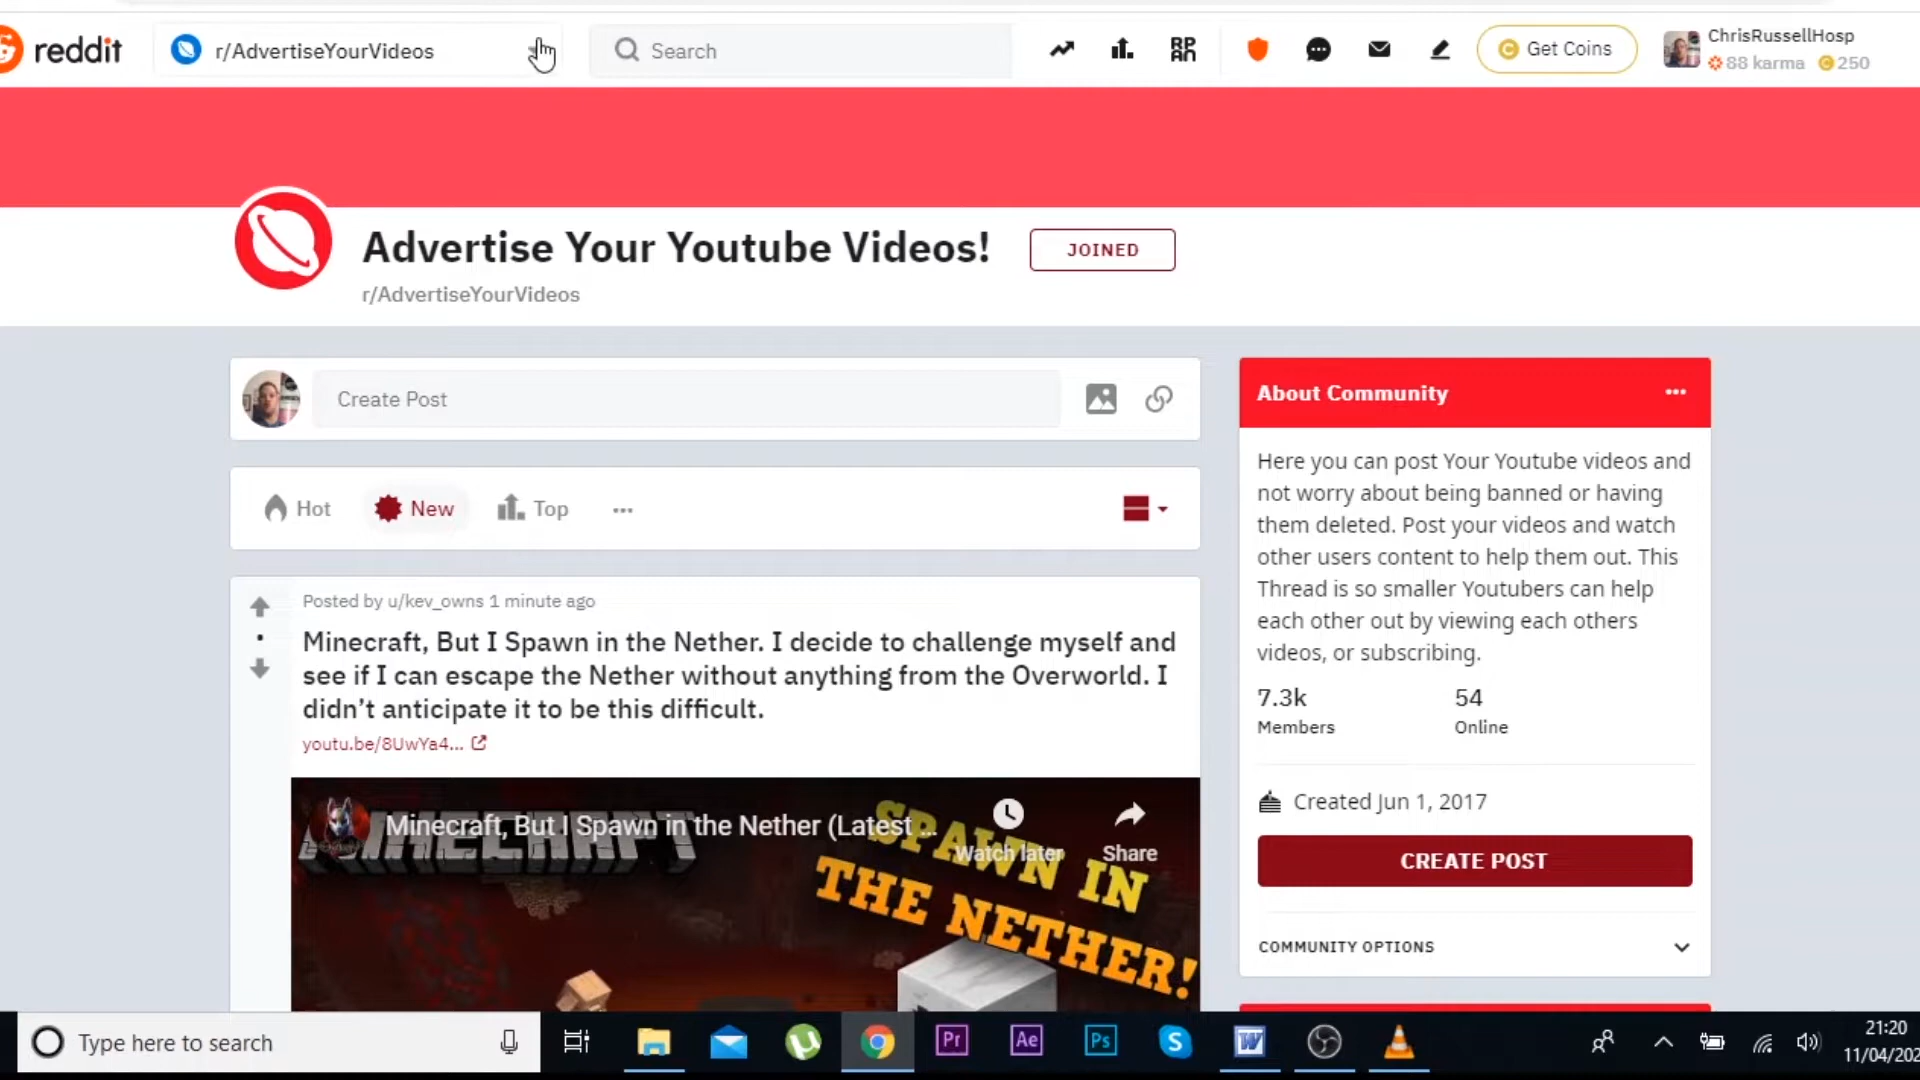 reddit
r/AdvertiseYourVideos
Search
Get Coins
ChrisRussellHosp
88 karma 250
Advertise Your Youtube Videos!
JOINED
r/AdvertiseYourVideos
Create Post
Hot
New
Top
...
Posted by u/kev_owns 1 minute ago
Minecraft, But I Spawn in the Nether. I decide to challenge myself and
see if I can escape the Nether without anything from the Overworld. I
didn't anticipate it to be this difficult.
youtu.be/8UwYa4...
Minecraft, But I Spawn in the Nether (Latest ...
Watch later
Share
MINECRAFT
SPAWN IN
THE NETHER!
About Community
...
Here you can post Your Youtube videos and
not worry about being banned or having
them deleted. Post your videos and watch
other users content to help them out. This
Thread is so smaller Youtubers can help
each other out by viewing each others
videos, or subscribing.
7.3k
Members
54
Online
Created Jun 1, 2017
CREATE POST
COMMUNITY OPTIONS
Type here to search
Pr
Ae
Ps
S
W
21:20
11/04/202